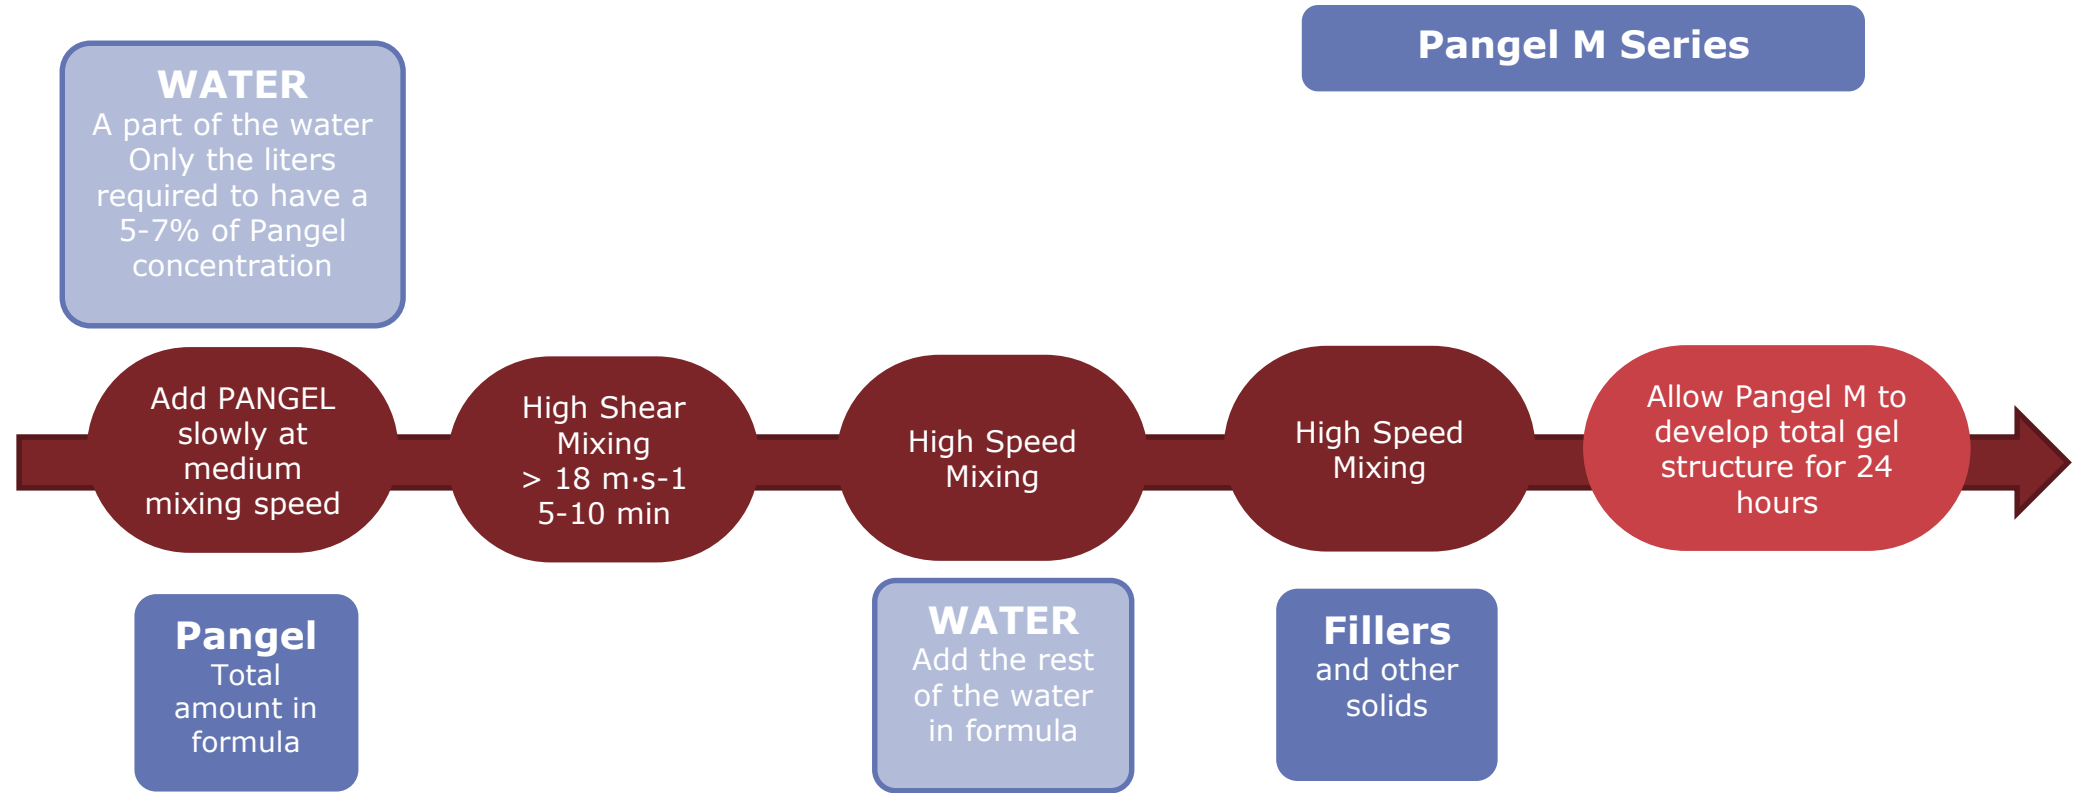 Pangel M Series
WATER
A part of the water
Only the liters
required to have a
5-7% of Pangel
concentration
Add PANGEL
slowly at
medium
mixing speed
High Shear
Mixing
> 18 m·s-1
5-10 min
High Speed
Mixing
High Speed
Mixing
Allow Pangel M to
develop total gel
structure for 24
hours
Pangel
Total
amount in
formula
WATER
Add the rest
of the water
in formula
Fillers
and other
solids